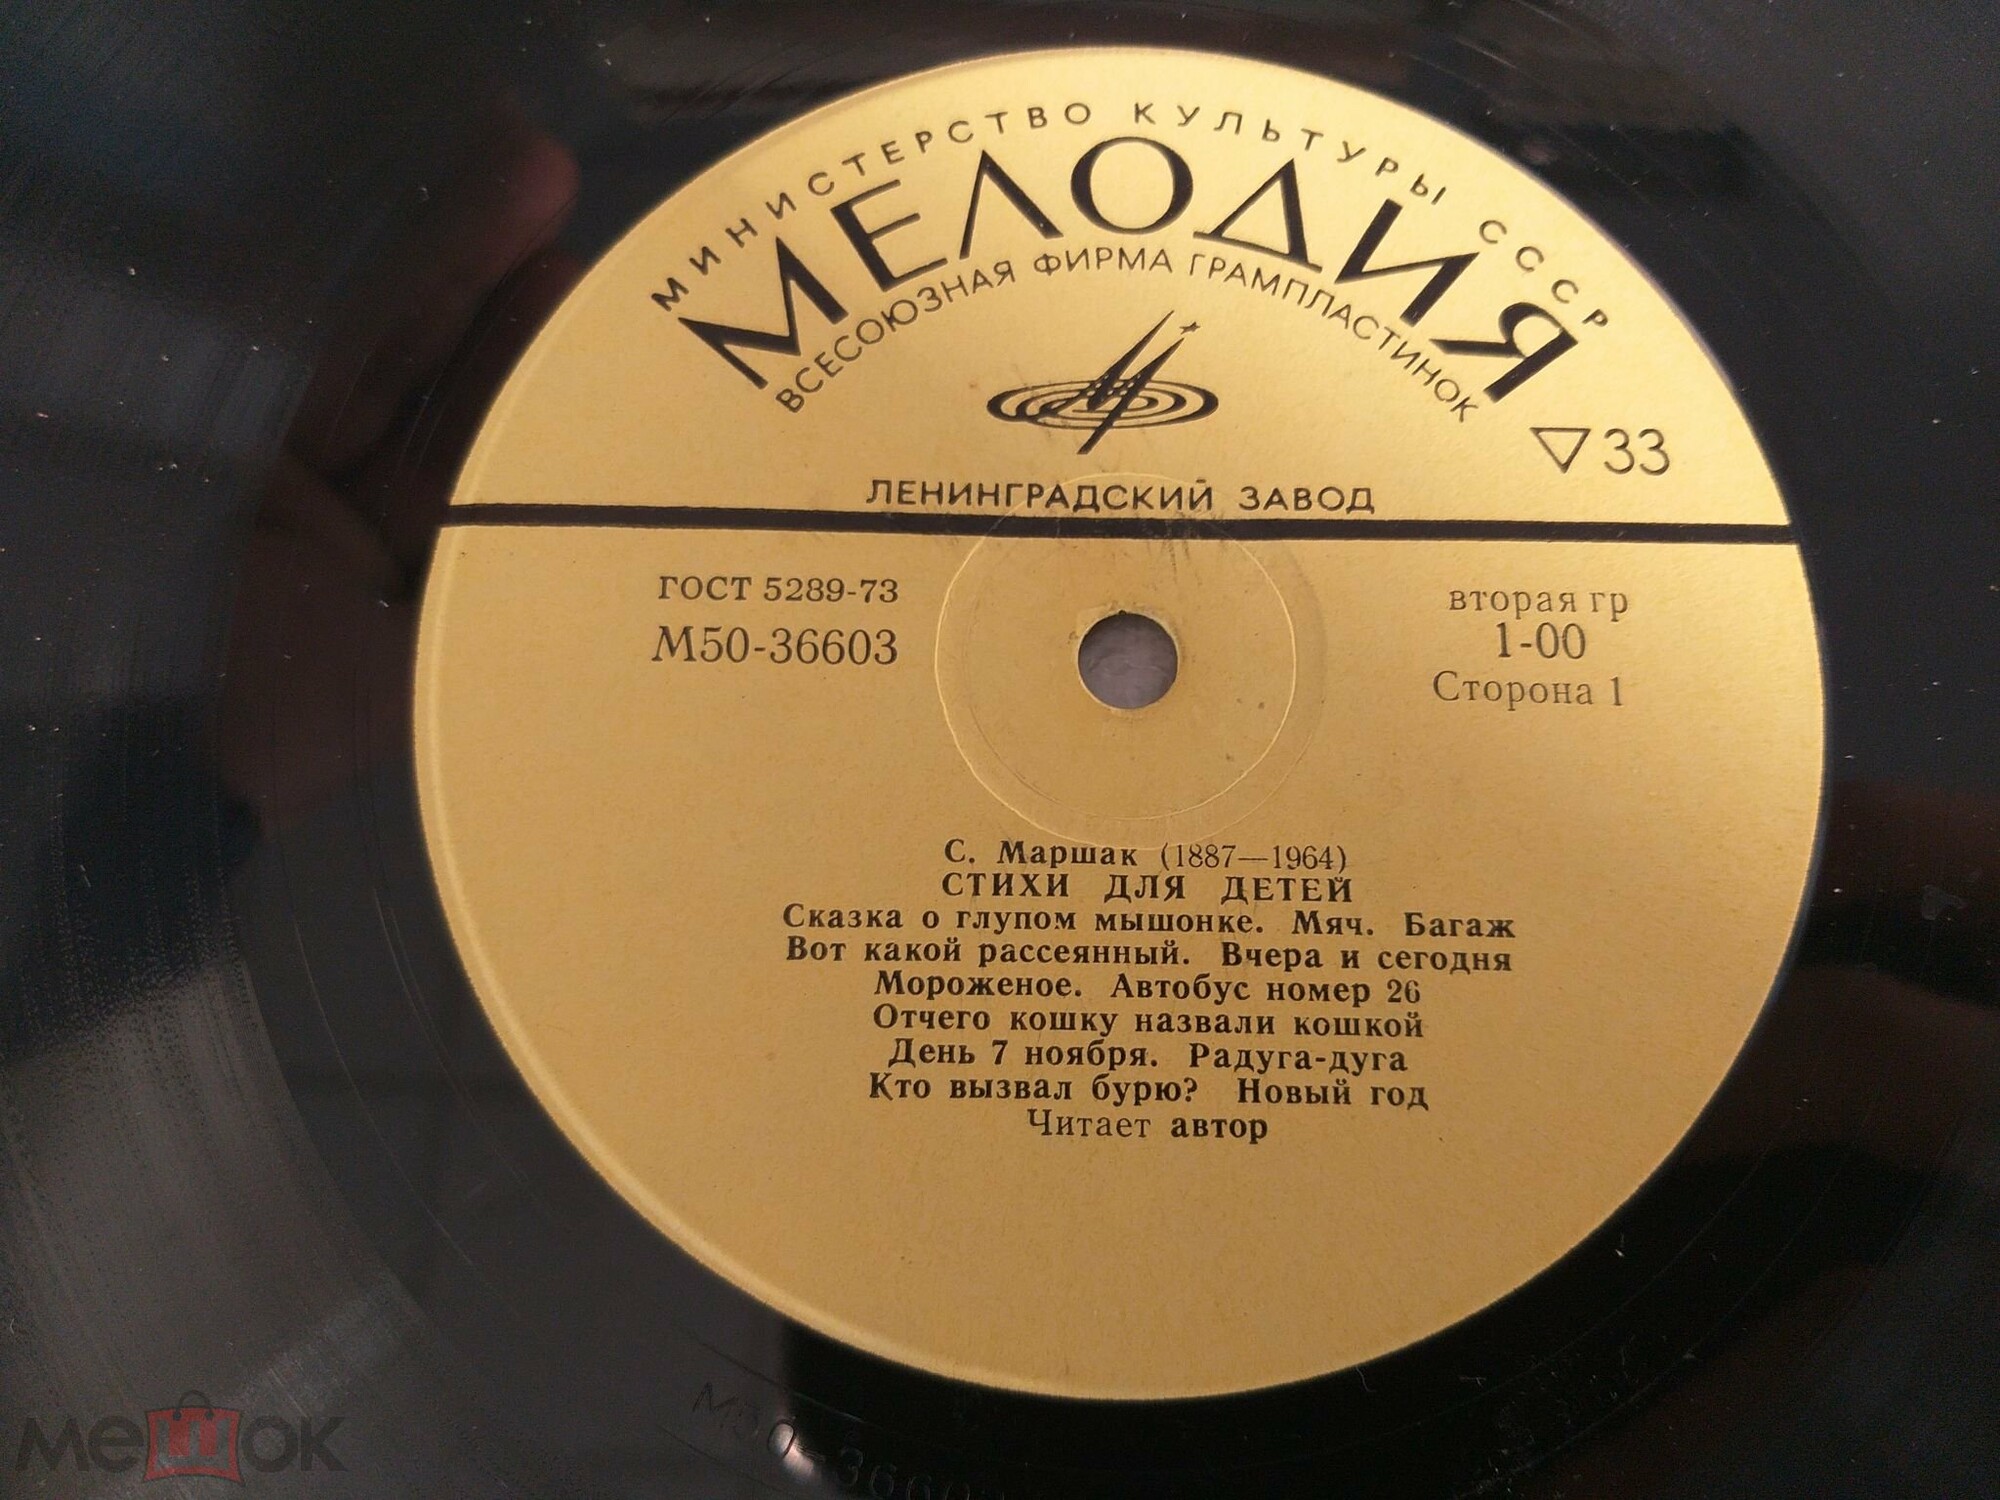 МИНИСТЕРСТВО КУЛЬТУРЫ СССР
МЕЛОДИЯ
ВСЕСОЮЗНАЯ ФИРМА ГРАМПЛАСТИНОК
▽33
ЛЕНИНГРАДСКИЙ ЗАВОД
ГОСТ 5289-73
М50-36603
вторая гр
1-00
Сторона 1
С. Маршак (1887—1964)
СТИХИ ДЛЯ ДЕТЕЙ
Сказка о глупом мышонке. Мяч. Багаж
Вот какой рассеянный. Вчера и сегодня
Мороженое. Автобус номер 26
Отчего кошку назвали кошкой
День 7 ноября. Радуга-дуга
Кто вызвал бурю? Новый год
Читает автор
мешок